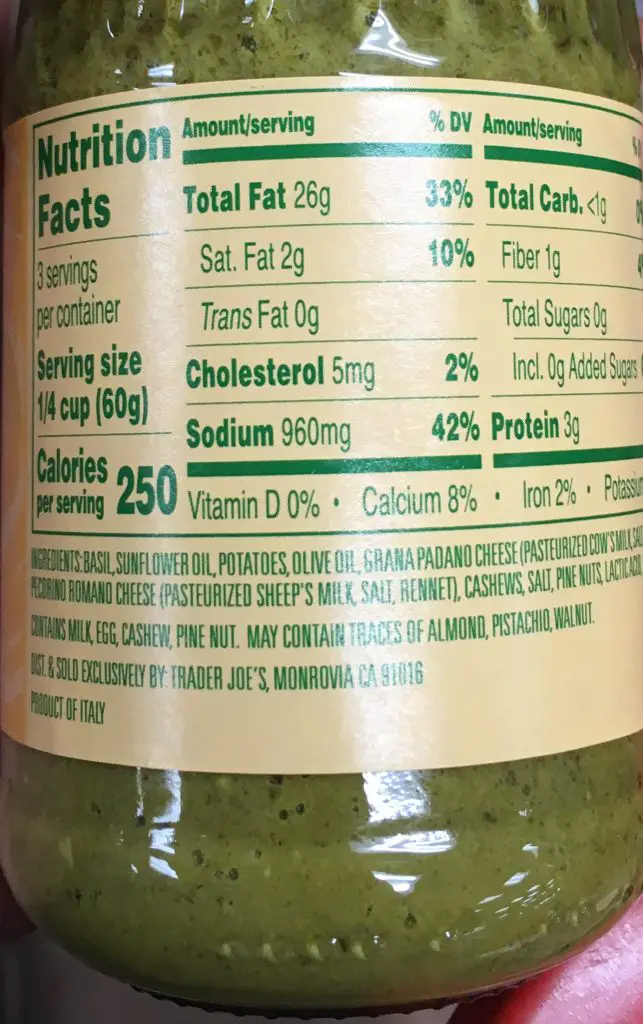 Nutrition
Facts
3 servings
per container
Serving size
1/4 cup (60g)
Calories
per serving 250
Amount/serving % DV
Total Fat 26g 33%
Sat. Fat 2g 10%
Trans Fat 0g
Cholesterol 5mg 2%
Sodium 960mg 42%
Amount/serving
Total Carb. <1g
Fiber 1g
Total Sugars 0g
Incl. 0g Added Sugars
Protein 3g
Vitamin D 0% • Calcium 8% • Iron 2% • Potassium
INGREDIENTS: BASIL, SUNFLOWER OIL, POTATOES, OLIVE OIL, GRANA PADANO CHEESE (PASTEURIZED COW'S MILK,
PECORINO ROMANO CHEESE (PASTEURIZED SHEEP'S MILK, SALT, RENNET), CASHEWS, SALT, PINE NUTS, LACTIC ACID,
CONTAINS MILK, EGG, CASHEW, PINE NUT. MAY CONTAIN TRACES OF ALMOND, PISTACHIO, WALNUT.
DIST. & SOLD EXCLUSIVELY BY: TRADER JOE'S, MONROVIA CA 91016
PRODUCT OF ITALY